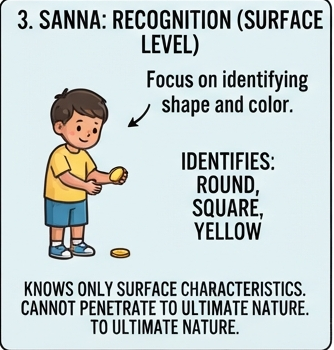 3. SANNA: RECOGNITION (SURFACE
LEVEL)
Focus on identifying
shape and color.
IDENTIFIES:
ROUND,
SQUARE,
YELLOW
KNOWS ONLY SURFACE CHARACTERISTICS.
CANNOT PENETRATE TO ULTIMATE NATURE.
TO ULTIMATE NATURE.